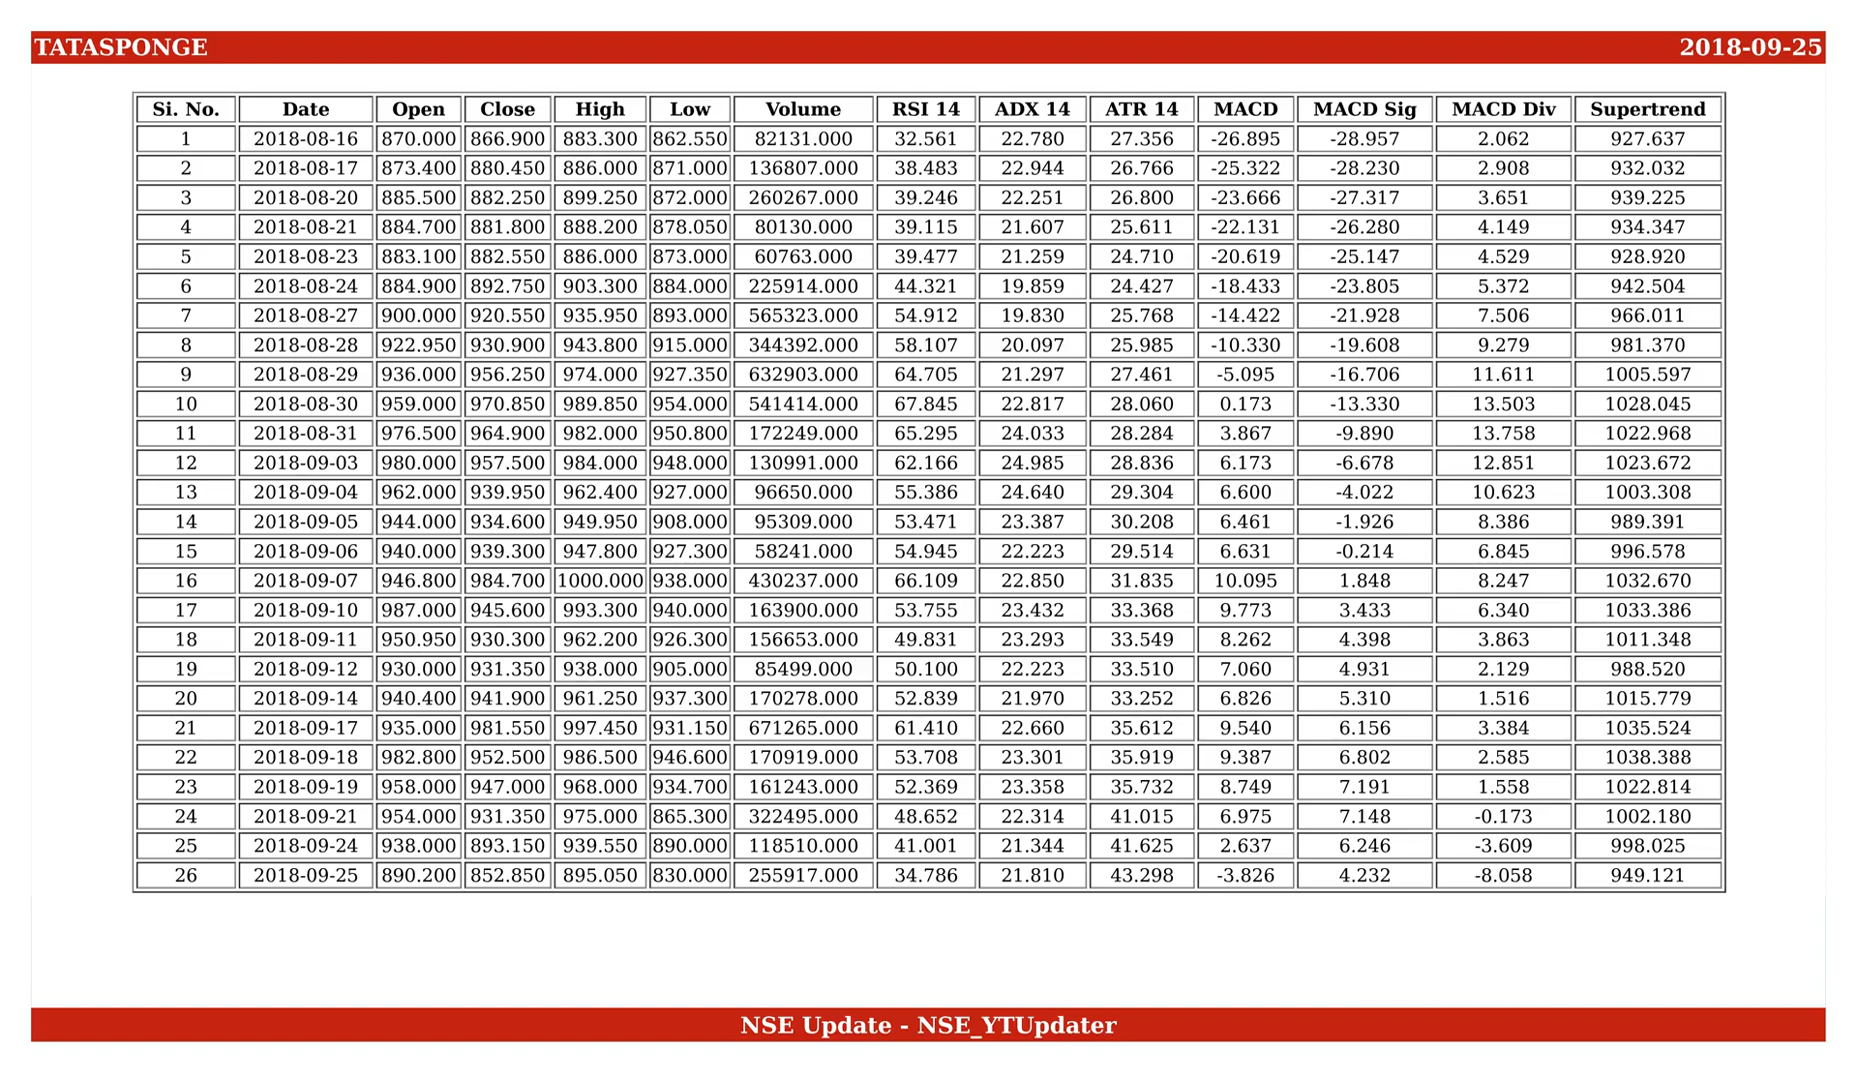 TATASPONGE 2018-09-25
Si. No. Date Open Close High Low Volume RSI 14 ADX 14 ATR 14 MACD MACD Sig MACD Div Supertrend
1 2018-08-16 870.000 866.900 883.300 862.550 82131.000 32.561 22.780 27.356 -26.895 -28.957 2.062 927.637
2 2018-08-17 873.400 880.450 886.000 871.000 136807.000 38.483 22.944 26.766 -25.322 -28.230 2.908 932.032
3 2018-08-20 885.500 882.250 899.250 872.000 260267.000 39.246 22.251 26.800 -23.666 -27.317 3.651 939.225
4 2018-08-21 884.700 881.800 888.200 878.050 80130.000 39.115 21.607 25.611 -22.131 -26.280 4.149 934.347
5 2018-08-23 883.100 882.550 886.000 873.000 60763.000 39.477 21.259 24.710 -20.619 -25.147 4.529 928.920
6 2018-08-24 884.900 892.750 903.300 884.000 225914.000 44.321 19.859 24.427 -18.433 -23.805 5.372 942.504
7 2018-08-27 900.000 920.550 935.950 893.000 565323.000 54.912 19.830 25.768 -14.422 -21.928 7.506 966.011
8 2018-08-28 922.950 930.900 943.800 915.000 344392.000 58.107 20.097 25.985 -10.330 -19.608 9.279 981.370
9 2018-08-29 936.000 956.250 974.000 927.350 632903.000 64.705 21.297 27.461 -5.095 -16.706 11.611 1005.597
10 2018-08-30 959.000 970.850 989.850 954.000 541414.000 67.845 22.817 28.060 0.173 -13.330 13.503 1028.045
11 2018-08-31 976.500 964.900 982.000 950.800 172249.000 65.295 24.033 28.284 3.867 -9.890 13.758 1022.968
12 2018-09-03 980.000 957.500 984.000 948.000 130991.000 62.166 24.985 28.836 6.173 -6.678 12.851 1023.672
13 2018-09-04 962.000 939.950 962.400 927.000 96650.000 55.386 24.640 29.304 6.600 -4.022 10.623 1003.308
14 2018-09-05 944.000 934.600 949.950 908.000 95309.000 53.471 23.387 30.208 6.461 -1.926 8.386 989.391
15 2018-09-06 940.000 939.300 947.800 927.300 58241.000 54.945 22.223 29.514 6.631 -0.214 6.845 996.578
16 2018-09-07 946.800 984.700 1000.000 938.000 430237.000 66.109 22.850 31.835 10.095 1.848 8.247 1032.670
17 2018-09-10 987.000 945.600 993.300 940.000 163900.000 53.755 23.432 33.368 9.773 3.433 6.340 1033.386
18 2018-09-11 950.950 930.300 962.200 926.300 156653.000 49.831 23.293 33.549 8.262 4.398 3.863 1011.348
19 2018-09-12 930.000 931.350 938.000 905.000 85499.000 50.100 22.223 33.510 7.060 4.931 2.129 988.520
20 2018-09-14 940.400 941.900 961.250 937.300 170278.000 52.839 21.970 33.252 6.826 5.310 1.516 1015.779
21 2018-09-17 935.000 981.550 997.450 931.150 671265.000 61.410 22.660 35.612 9.540 6.156 3.384 1035.524
22 2018-09-18 982.800 952.500 986.500 946.600 170919.000 53.708 23.301 35.919 9.387 6.802 2.585 1038.388
23 2018-09-19 958.000 947.000 968.000 934.700 161243.000 52.369 23.358 35.732 8.749 7.191 1.558 1022.814
24 2018-09-21 954.000 931.350 975.000 865.300 322495.000 48.652 22.314 41.015 6.975 7.148 -0.173 1002.180
25 2018-09-24 938.000 893.150 939.550 890.000 118510.000 41.001 21.344 41.625 2.637 6.246 -3.609 998.025
26 2018-09-25 890.200 852.850 895.050 830.000 255917.000 34.786 21.810 43.298 -3.826 4.232 -8.058 949.121
NSE Update - NSE_YTUpdater